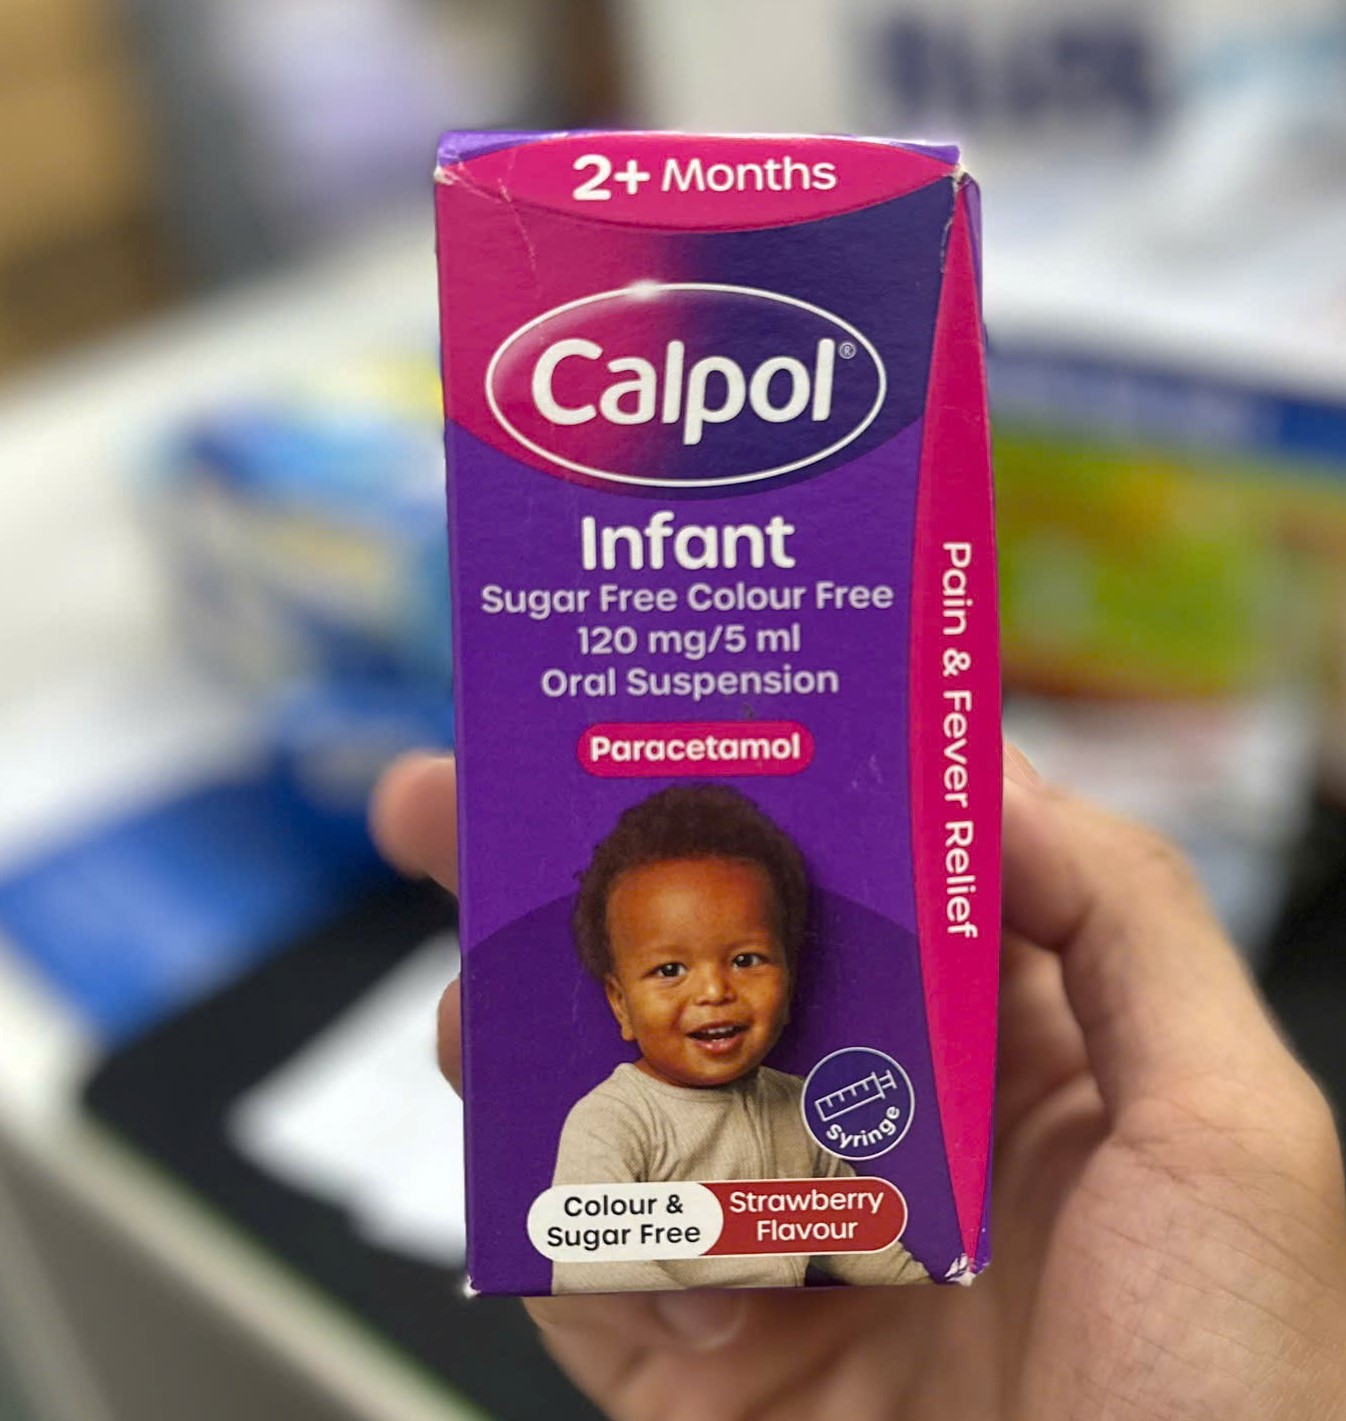 2+ Months
Calpol®
Infant
Sugar Free Colour Free
120 mg/5 ml
Oral Suspension
Paracetamol
Syringe
Colour &
Sugar Free
Strawberry
Flavour
Pain & Fever Relief